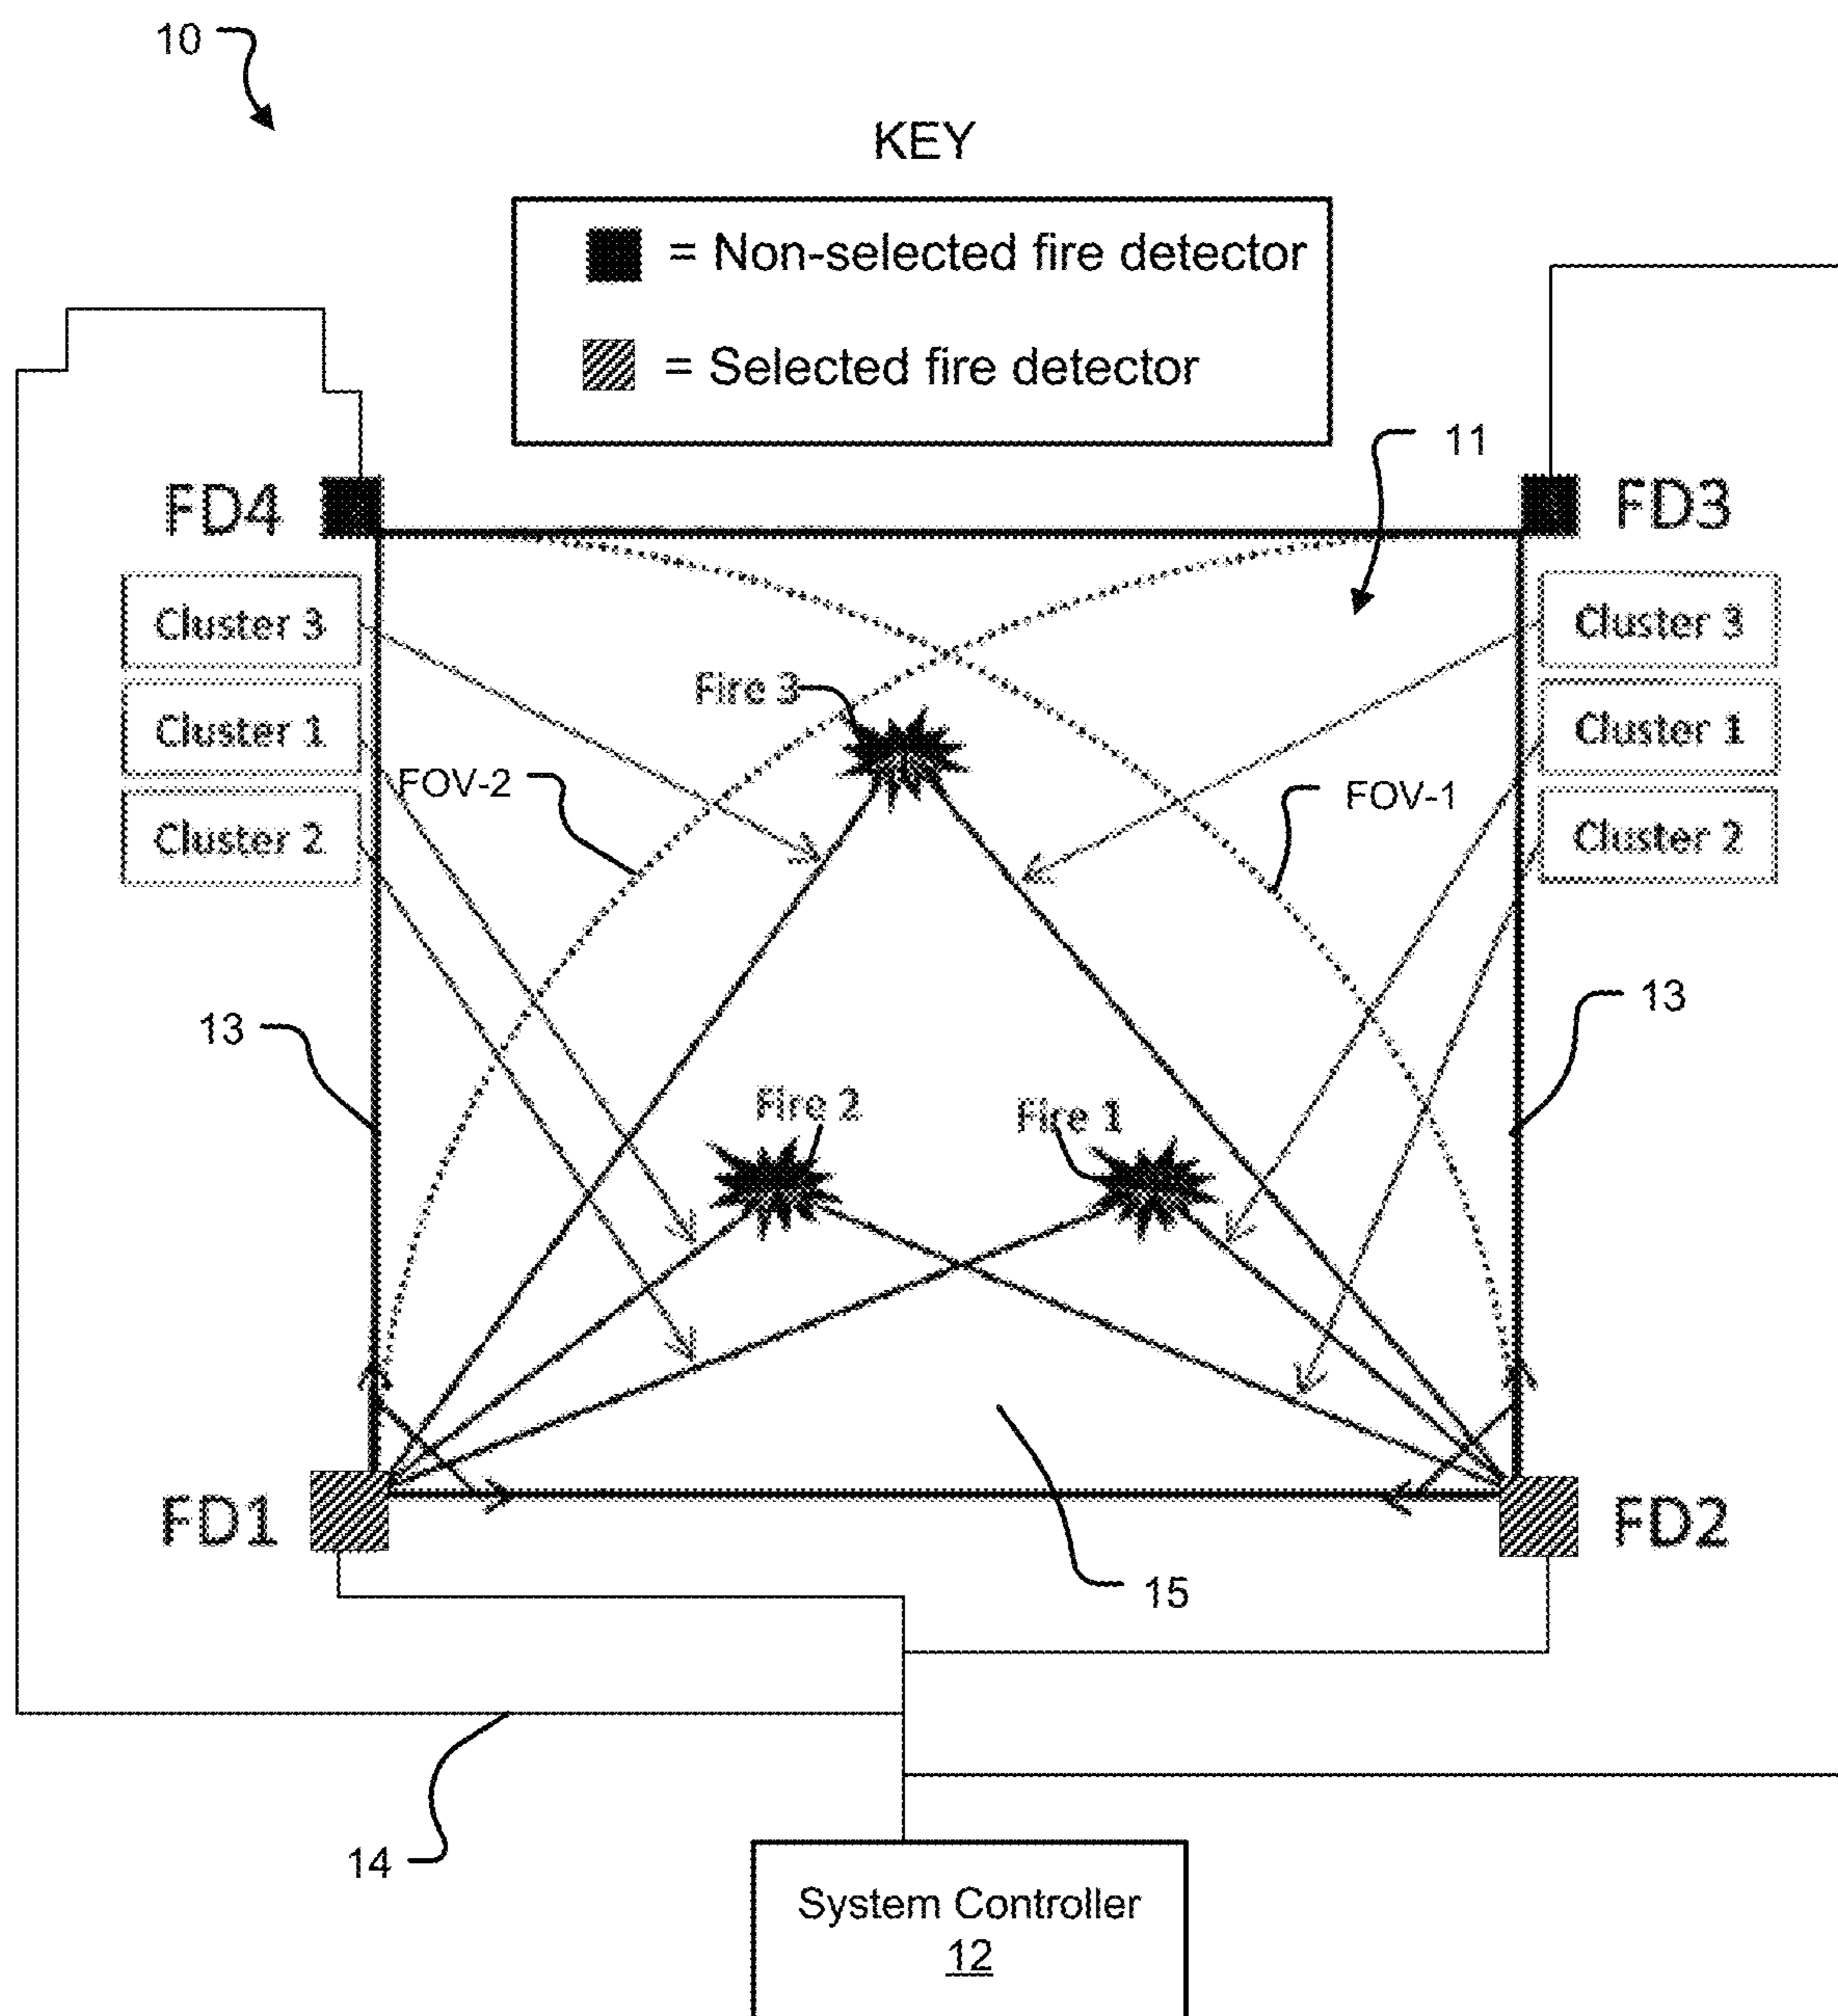 10
KEY
= Non-selected fire detector
= Selected fire detector
11
FD4
FD3
Cluster 3
Cluster 3
Fire 3
Cluster 1
Cluster 1
FOV-2
FOV-1
Cluster 2
Cluster 2
13
13
Fire 2
Fire 1
FD1
FD2
15
14
System Controller
12